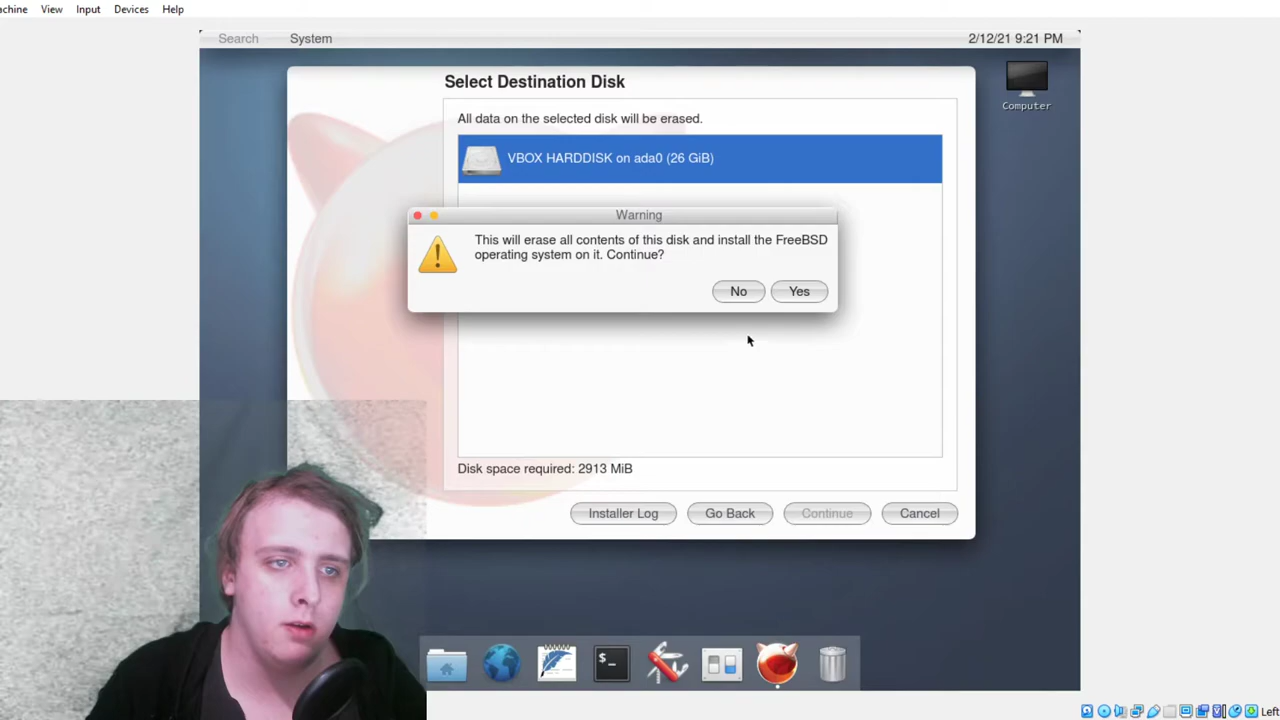 achine View Input Devices Help
Search System 2/12/21 9:21 PM
Computer
Select Destination Disk
All data on the selected disk will be erased.
VBOX HARDDISK on ada0 (26 GiB)
Warning
This will erase all contents of this disk and install the FreeBSD
operating system on it. Continue?
No Yes
Disk space required: 2913 MiB
Installer Log Go Back Continue Cancel
$_
Left